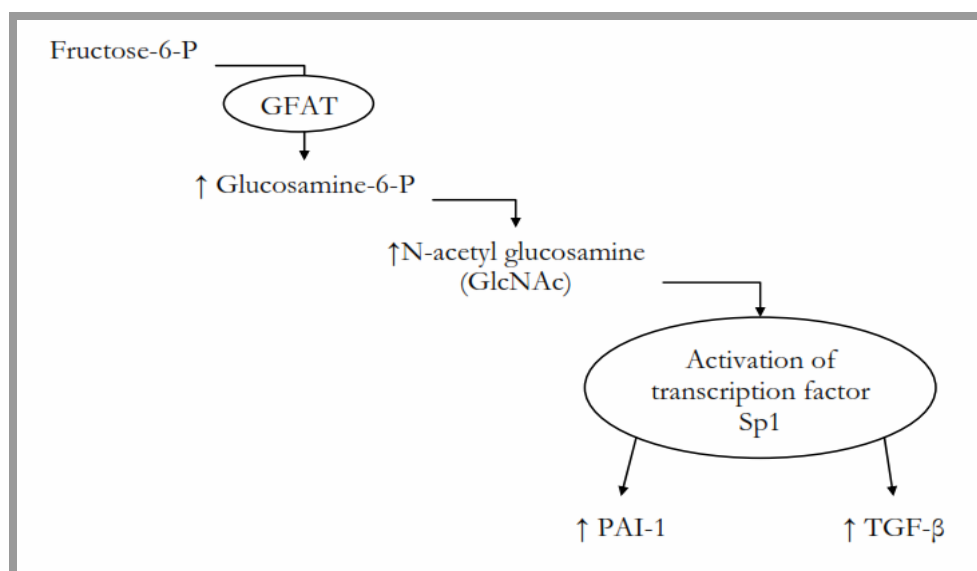 Fructose-6-P
GFAT
↑ Glucosamine-6-P
↑N-acetyl glucosamine
(GlcNAc)
Activation of
transcription factor
Sp1
↑ PAI-1
↑ TGF-β